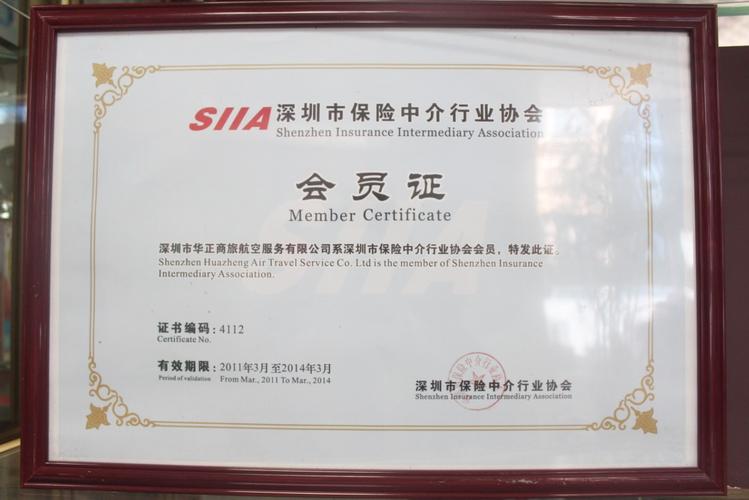 SIIA 深圳市保险中介行业协会
Shenzhen Insurance Intermediary Association
会员证
Member Certificate
深圳市华正商旅航空服务有限公司系深圳市保险中介行业协会会员，特发此证。
Shenzhen Huazheng Air Travel Service Co. Ltd is the member of Shenzhen Insurance
Intermediary Association.
证书编码：4112
Certificate No.
有效期限：2011年3月至2014年3月
Period of validation From Mar., 2011 To Mar., 2014
深圳市保险中介行业协会
Shenzhen Insurance Intermediary Association
SIIA